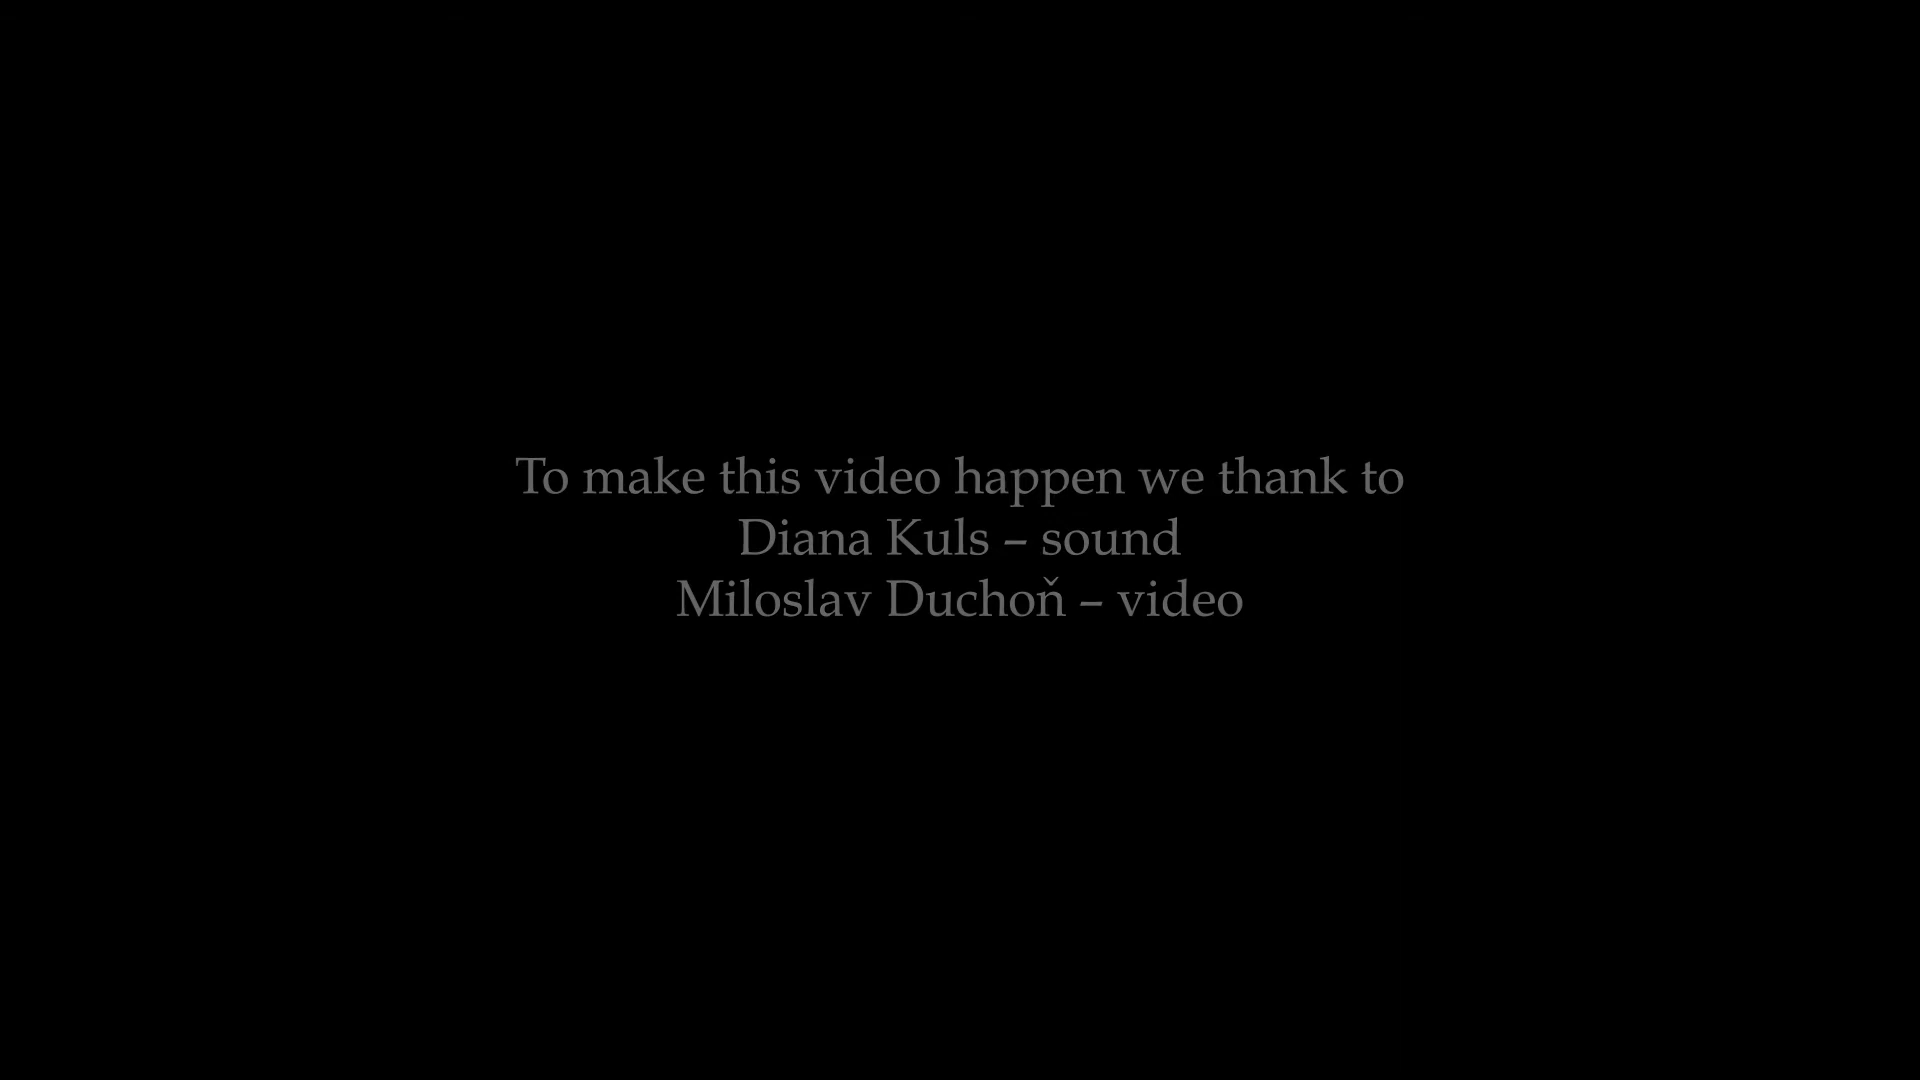 To make this video happen we thank to
Diana Kuls – sound
Miloslav Duchoň – video